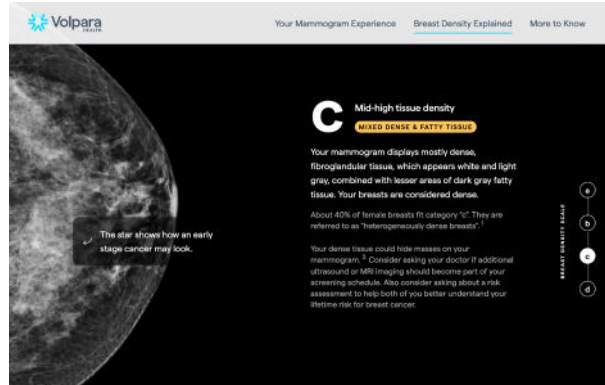 Volpara
HEALTH
Your Mammogram Experience
Breast Density Explained
More to Know
C
Mid-high tissue density
MIXED DENSE & FATTY TISSUE
Your mammogram displays mostly dense,
fibroglandular tissue, which appears white and light
gray, combined with lesser areas of dark gray fatty
tissue. Your breasts are considered dense.
About 40% of female breasts fit category "c". They are
referred to as "heterogeneously dense breasts". 1
Your dense tissue could hide masses on your
mammogram. 3 Consider asking your doctor if additional
ultrasound or MRI imaging should become part of your
screening schedule. Also consider asking about a risk
assessment to help both of you better understand your
lifetime risk for breast cancer.
The star shows how an early
stage cancer may look.
BREAST DENSITY SCALE
a
b
c
d